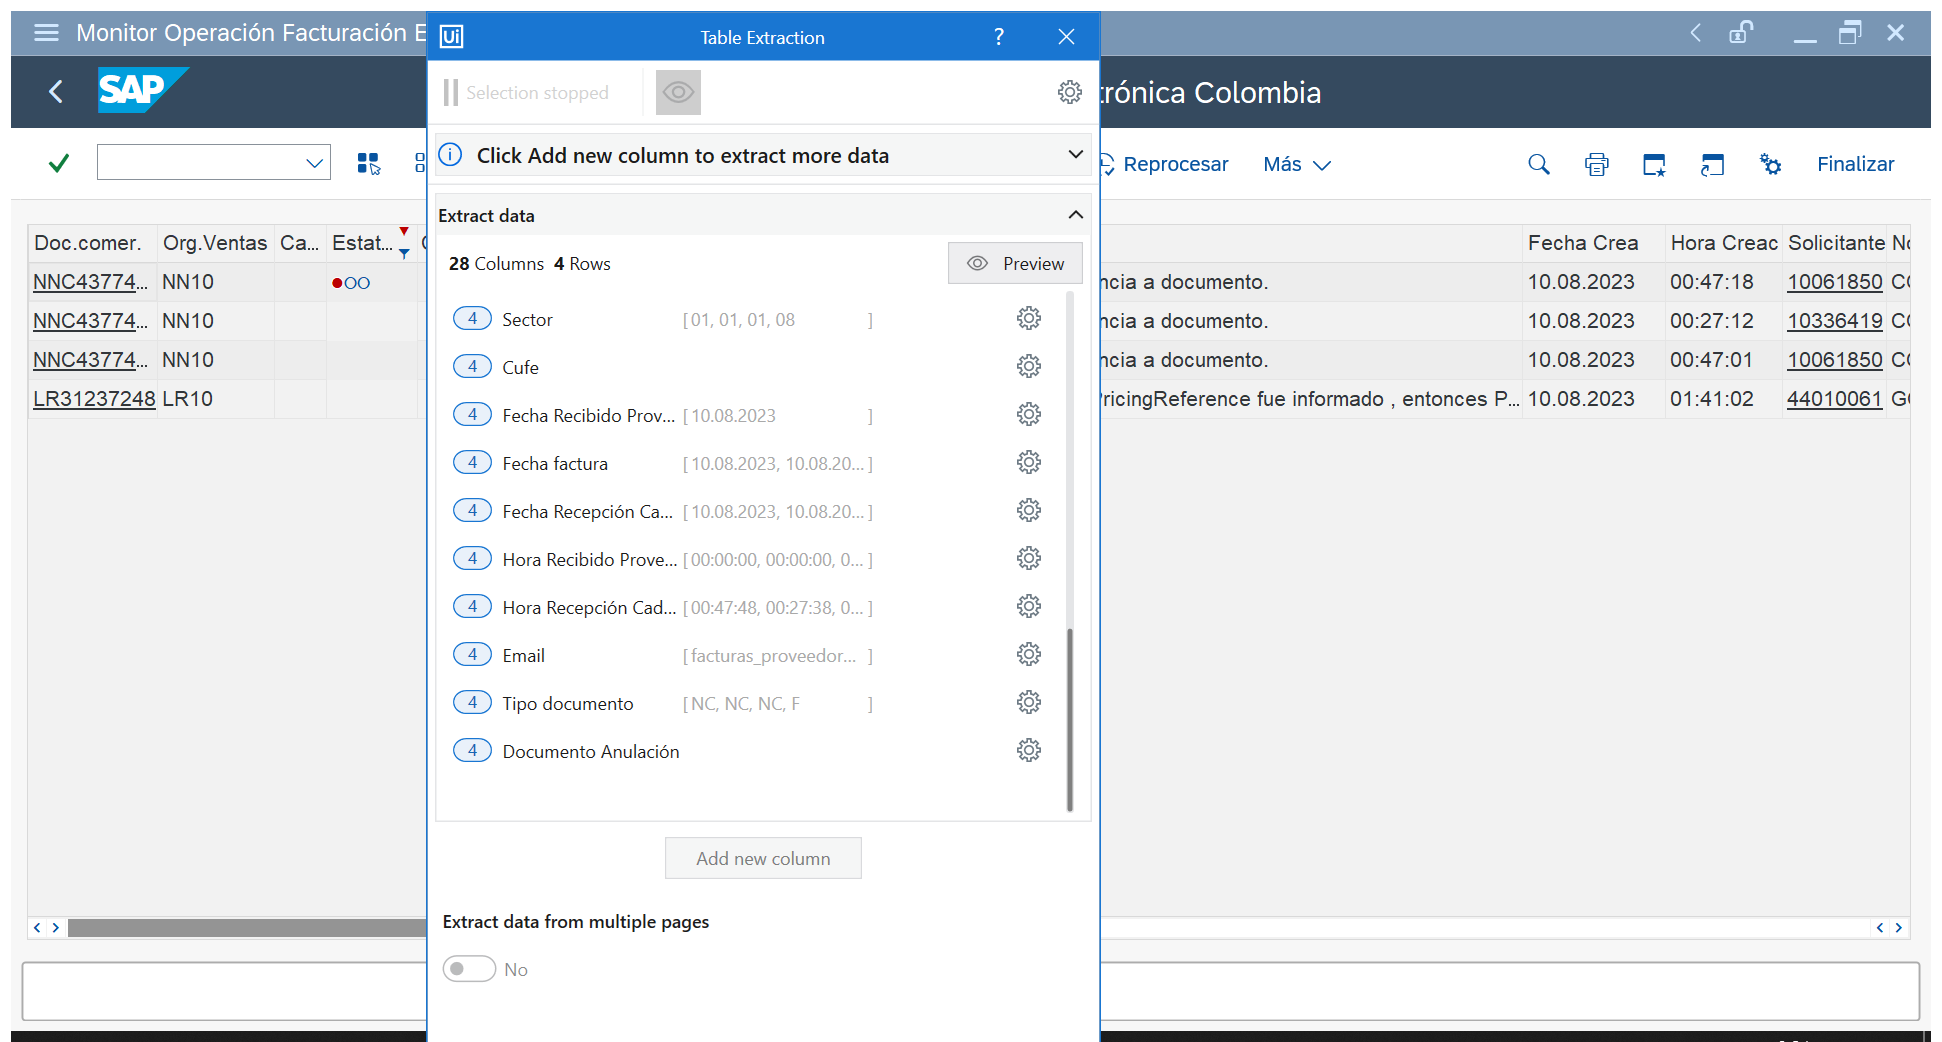 Monitor Operación Facturación E
Ui
Table Extraction
?
SAP
Selection stopped
trónica Colombia
Click Add new column to extract more data
Reprocesar
Más
Finalizar
Extract data
28 Columns 4 Rows
Preview
Doc.comer. Org.Ventas Ca... Estat... Fecha Crea Hora Creac Solicitante
NNC43774... NN10 ncia a documento. 10.08.2023 00:47:18 10061850
NNC43774... NN10 ncia a documento. 10.08.2023 00:27:12 10336419
NNC43774... NN10 ncia a documento. 10.08.2023 00:47:01 10061850
LR31237248 LR10 PricingReference fue informado , entonces P... 10.08.2023 01:41:02 44010061
4 Sector [ 01, 01, 01, 08 ]
4 Cufe
4 Fecha Recibido Prov... [ 10.08.2023 ]
4 Fecha factura [ 10.08.2023, 10.08.20... ]
4 Fecha Recepción Ca... [ 10.08.2023, 10.08.20... ]
4 Hora Recibido Prove... [ 00:00:00, 00:00:00, 0... ]
4 Hora Recepción Cad... [ 00:47:48, 00:27:38, 0... ]
4 Email [ facturas_proveedor... ]
4 Tipo documento [ NC, NC, NC, F ]
4 Documento Anulación
Add new column
Extract data from multiple pages
No